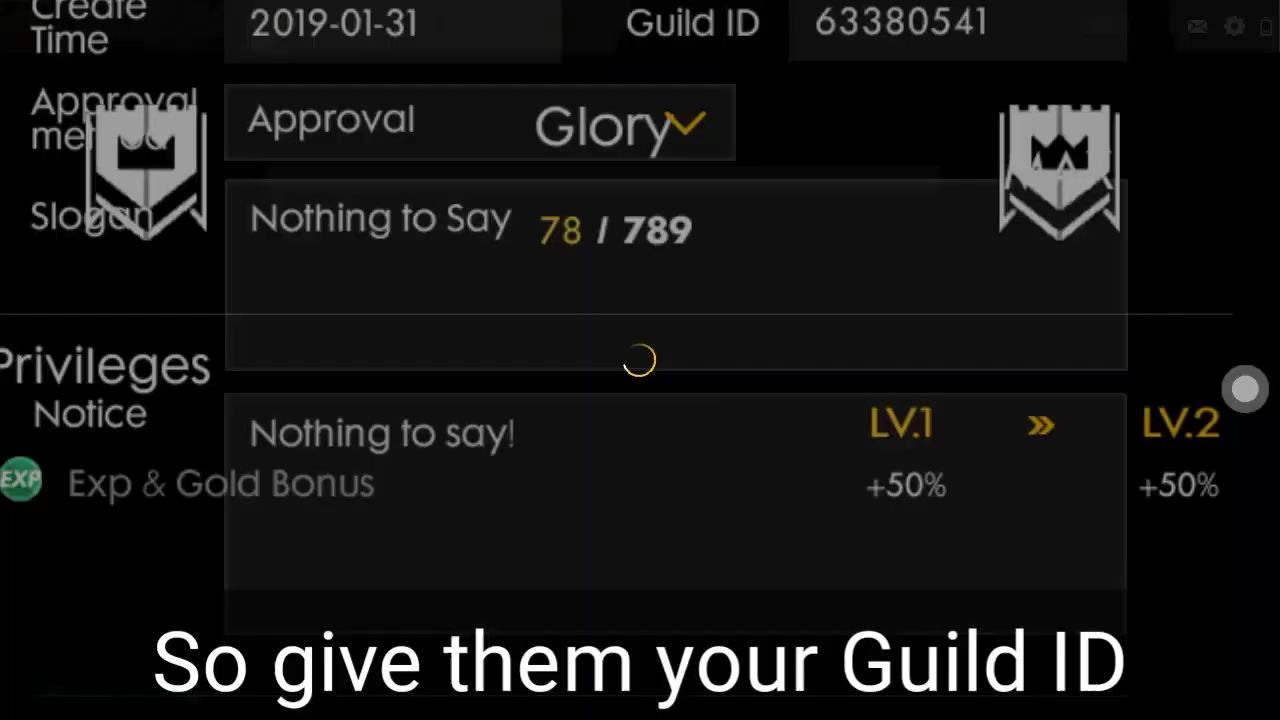 Create
Time
2019-01-31
Guild ID
63380541
Approval
method
Approval
Glory
Slogan
Nothing to Say
78 / 789
Privileges
Notice
Nothing to say!
LV.1 » LV.2
EXP
Exp & Gold Bonus
+50%
+50%
So give them your Guild ID